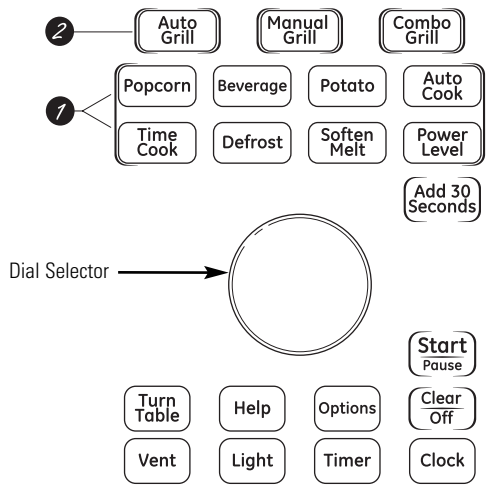 2
Auto
Grill
Manual
Grill
Combo
Grill
1
Popcorn
Beverage
Potato
Auto
Cook
Time
Cook
Defrost
Soften
Melt
Power
Level
Add 30
Seconds
Dial Selector
Start
Pause
Turn
Table
Help
Options
Clear
Off
Vent
Light
Timer
Clock